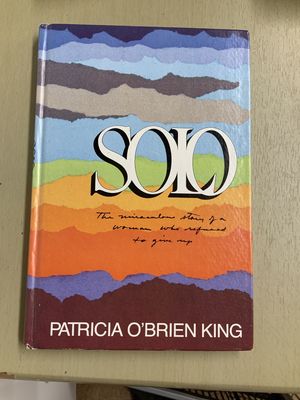 SOLO
The miraculous story of a
woman who refused
to give up
PATRICIA O'BRIEN KING